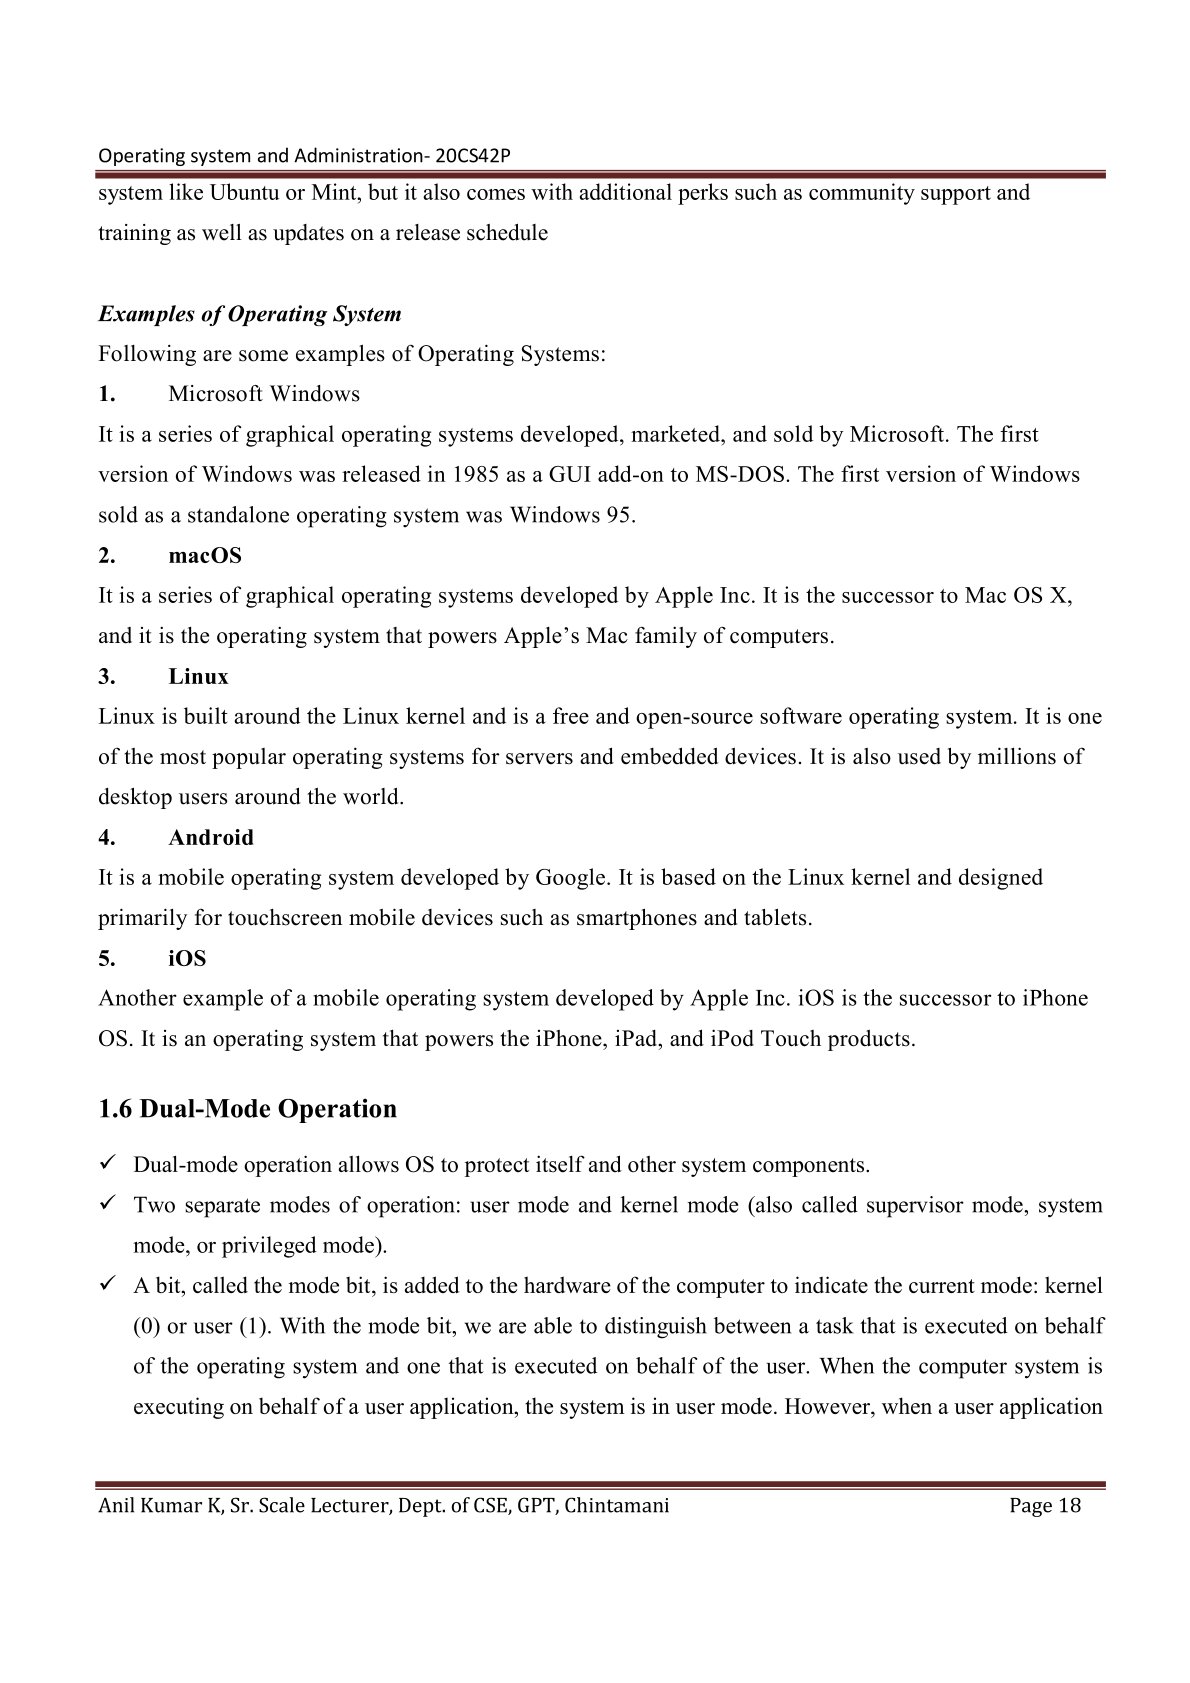 Operating system and Administration- 20CS42P
system like Ubuntu or Mint, but it also comes with additional perks such as community support and
training as well as updates on a release schedule
Examples of Operating System
Following are some examples of Operating Systems:
1. Microsoft Windows
It is a series of graphical operating systems developed, marketed, and sold by Microsoft. The first
version of Windows was released in 1985 as a GUI add-on to MS-DOS. The first version of Windows
sold as a standalone operating system was Windows 95.
2. macOS
It is a series of graphical operating systems developed by Apple Inc. It is the successor to Mac OS X,
and it is the operating system that powers Apple’s Mac family of computers.
3. Linux
Linux is built around the Linux kernel and is a free and open-source software operating system. It is one
of the most popular operating systems for servers and embedded devices. It is also used by millions of
desktop users around the world.
4. Android
It is a mobile operating system developed by Google. It is based on the Linux kernel and designed
primarily for touchscreen mobile devices such as smartphones and tablets.
5. iOS
Another example of a mobile operating system developed by Apple Inc. iOS is the successor to iPhone
OS. It is an operating system that powers the iPhone, iPad, and iPod Touch products.
1.6 Dual-Mode Operation
✓ Dual-mode operation allows OS to protect itself and other system components.
✓ Two separate modes of operation: user mode and kernel mode (also called supervisor mode, system
mode, or privileged mode).
✓ A bit, called the mode bit, is added to the hardware of the computer to indicate the current mode: kernel
(0) or user (1). With the mode bit, we are able to distinguish between a task that is executed on behalf
of the operating system and one that is executed on behalf of the user. When the computer system is
executing on behalf of a user application, the system is in user mode. However, when a user application
Anil Kumar K, Sr. Scale Lecturer, Dept. of CSE, GPT, Chintamani Page 18